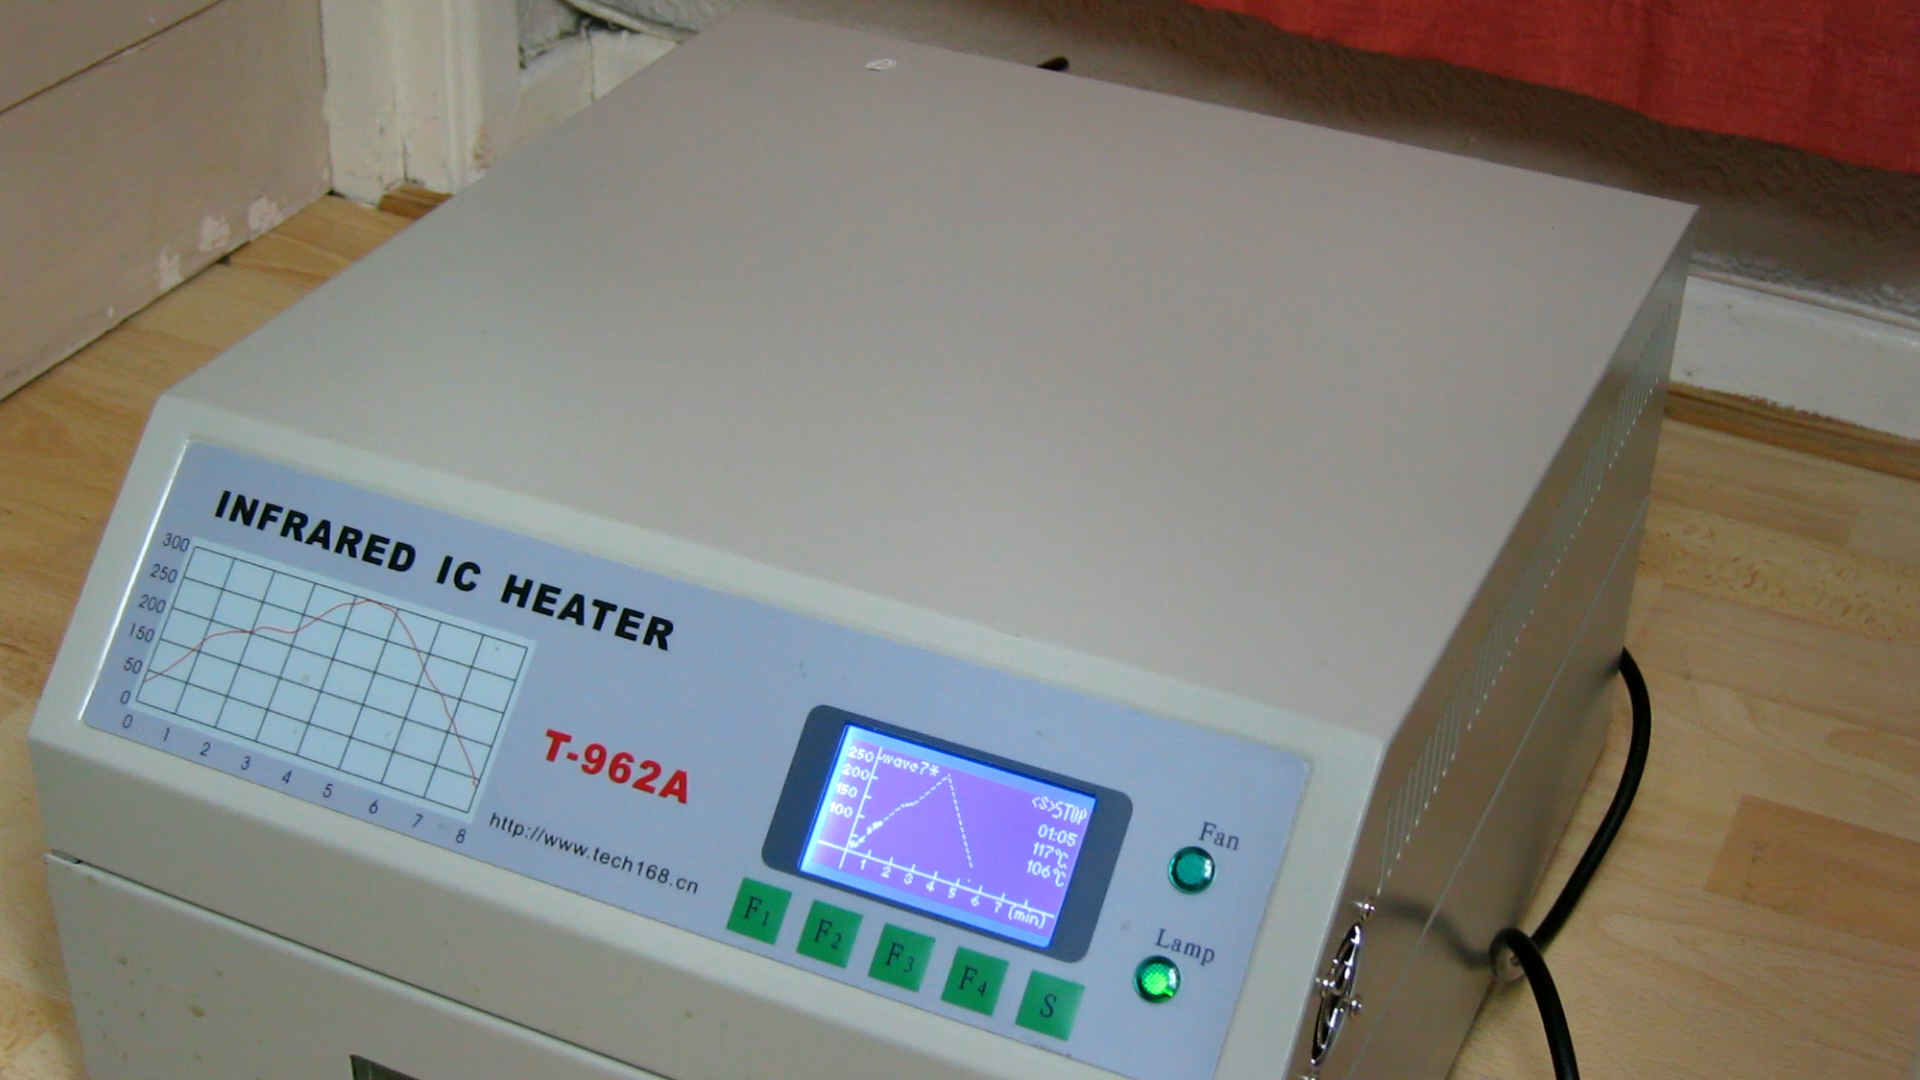 INFRARED IC HEATER
300
250
200
150
50
0
0 1 2 3 4 5 6 7 8
T-962A
http://www.tech168.cn
250 wave7*
200
150
100
<S>STOP
01:05
117℃
106℃
1 2 3 4 5 6 7 (min)
Fan
Lamp
F1 F2 F3 F4 S